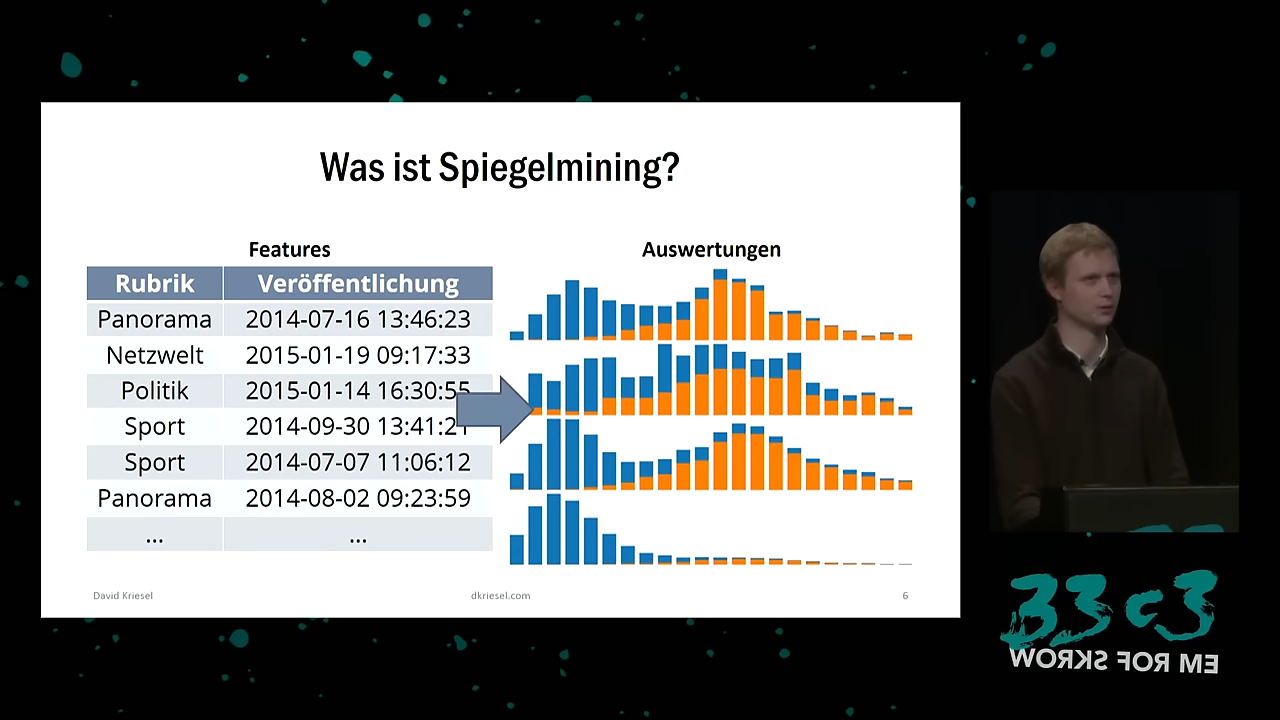 Was ist Spiegelmining?
Features
Rubrik Veröffentlichung
Panorama 2014-07-16 13:46:23
Netzwelt 2015-01-19 09:17:33
Politik 2015-01-14 16:30:55
Sport 2014-09-30 13:41:21
Sport 2014-07-07 11:06:12
Panorama 2014-08-02 09:23:59
... ...
Auswertungen
David Kriesel dkriesel.com 6
33c3
WORKS FOR ME